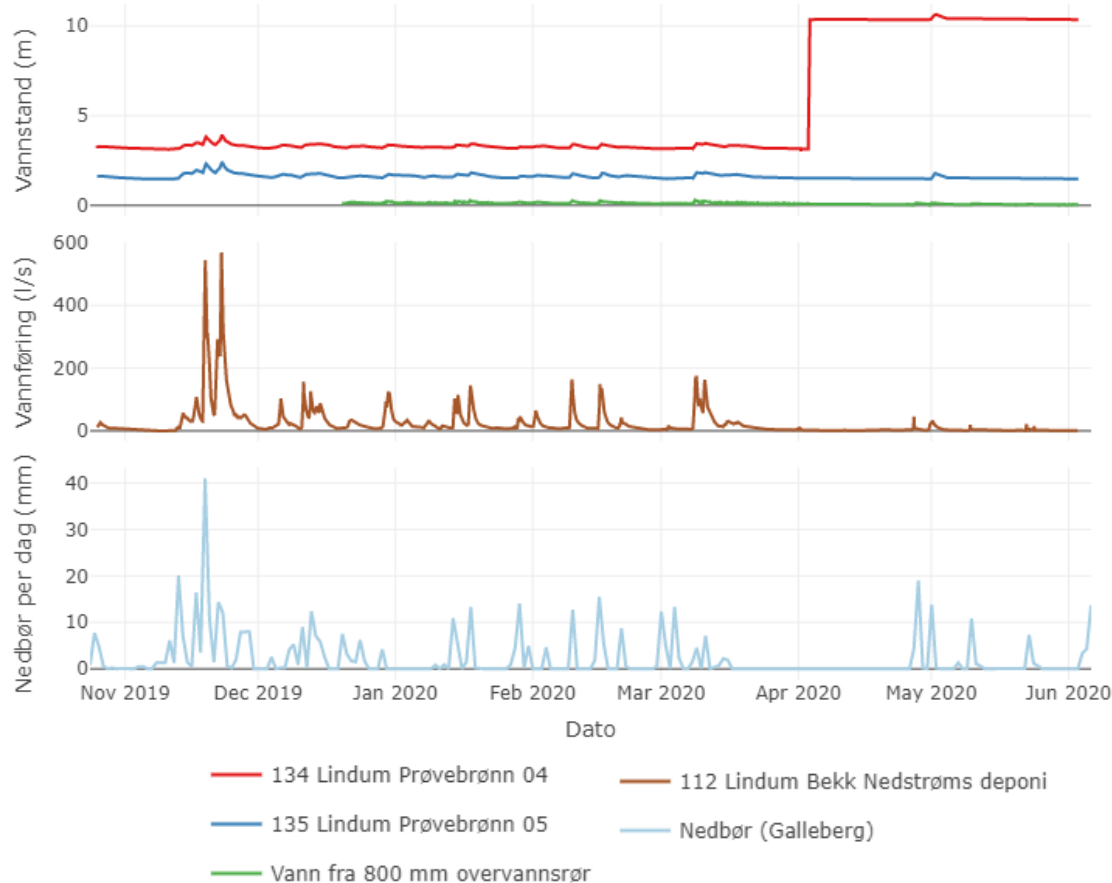 Vannstand (m)
10
5
0
Vannføring (l/s)
600
400
200
0
Nedbør per dag (mm)
40
30
20
10
0
Nov 2019 Dec 2019 Jan 2020 Feb 2020 Mar 2020 Apr 2020 May 2020 Jun 2020
Dato
134 Lindum Prøvebrønn 04
112 Lindum Bekk Nedstrøms deponi
135 Lindum Prøvebrønn 05
Nedbør (Galleberg)
Vann fra 800 mm overvannsrør